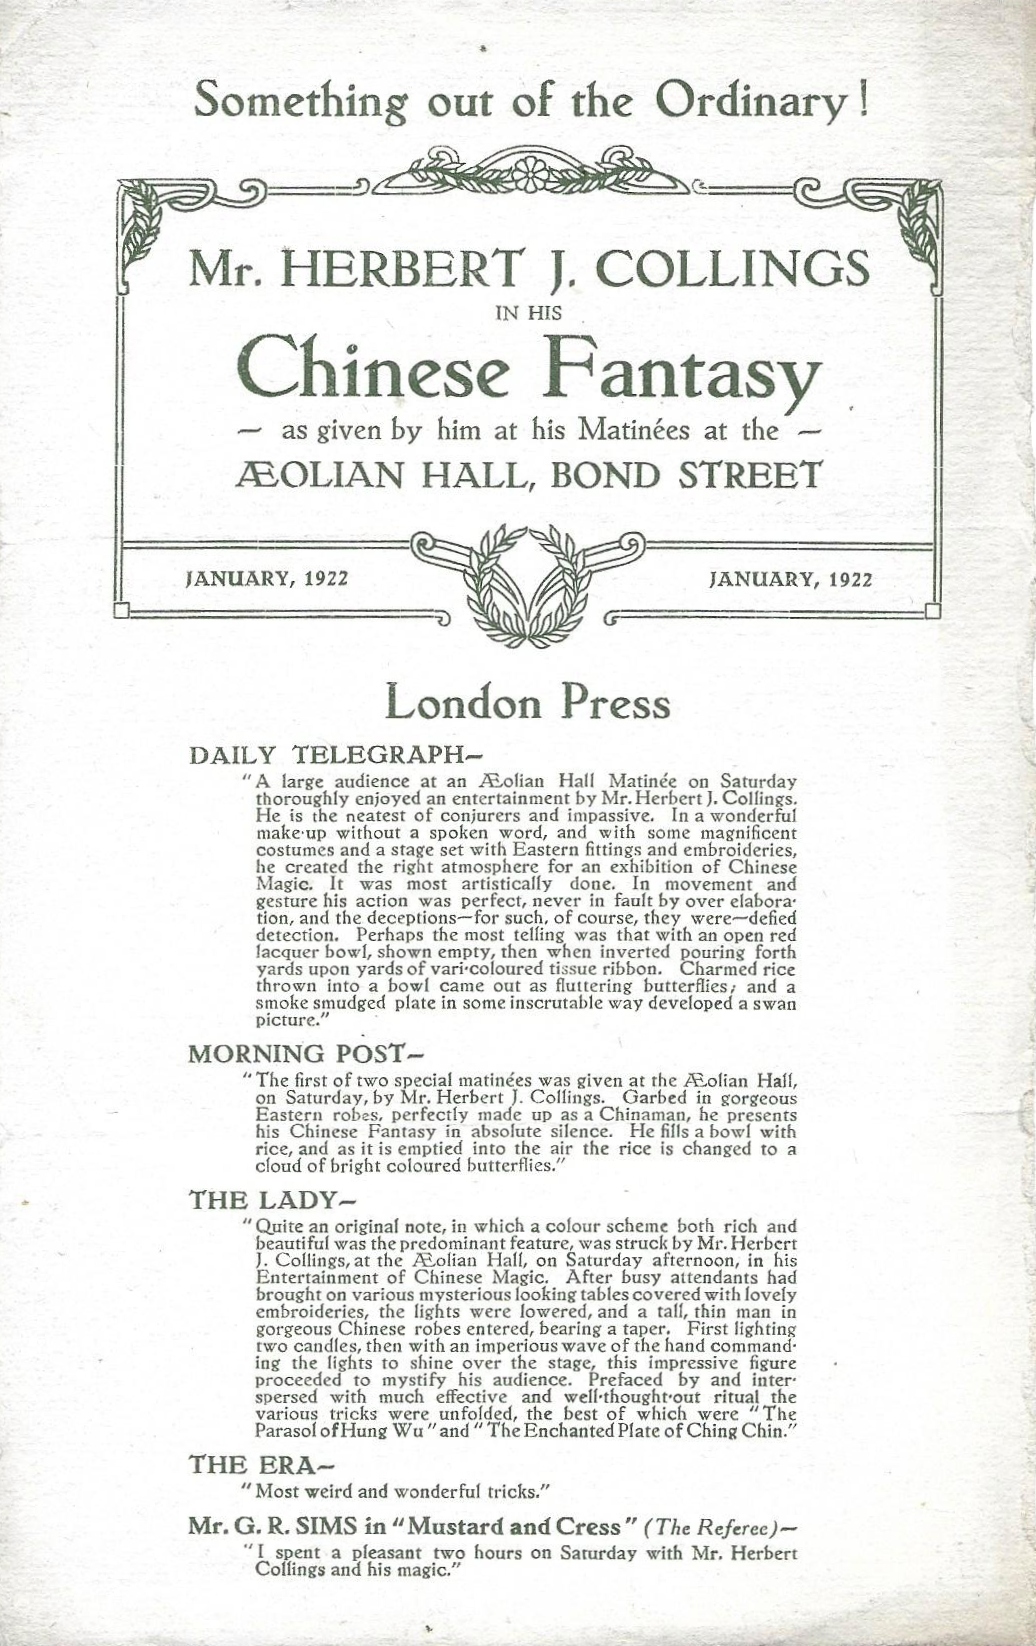 Something out of the Ordinary!
Mr. HERBERT J. COLLINGS
IN HIS
Chinese Fantasy
— as given by him at his Matinées at the —
ÆOLIAN HALL, BOND STREET
JANUARY, 1922 JANUARY, 1922
London Press
DAILY TELEGRAPH—
"A large audience at an Æolian Hall Matinée on Saturday
thoroughly enjoyed an entertainment by Mr. Herbert J. Collings.
He is the neatest of conjurers and impassive. In a wonderful
make-up without a spoken word, and with some magnificent
costumes and a stage set with Eastern fittings and embroideries,
he created the right atmosphere for an exhibition of Chinese
Magic. It was most artistically done. In movement and
gesture his action was perfect, never in fault by over elabora-
tion, and the deceptions—for such, of course, they were—defied
detection. Perhaps the most telling was that with an open red
lacquer bowl, shown empty, then when inverted pouring forth
yards upon yards of vari-coloured tissue ribbon. Charmed rice
thrown into a bowl came out as fluttering butterflies; and a
smoke smudged plate in some inscrutable way developed a swan
picture."
MORNING POST—
"The first of two special matinées was given at the Æolian Hall,
on Saturday, by Mr. Herbert J. Collings. Garbed in gorgeous
Eastern robes, perfectly made up as a Chinaman, he presents
his Chinese Fantasy in absolute silence. He fills a bowl with
rice, and as it is emptied into the air the rice is changed to a
cloud of bright coloured butterflies."
THE LADY—
"Quite an original note, in which a colour scheme both rich and
beautiful was the predominant feature, was struck by Mr. Herbert
J. Collings, at the Æolian Hall, on Saturday afternoon, in his
Entertainment of Chinese Magic. After busy attendants had
brought on various mysterious looking tables covered with lovely
embroideries, the lights were lowered, and a tall, thin man in
gorgeous Chinese robes entered, bearing a taper. First lighting
two candles, then with an imperious wave of the hand command-
ing the lights to shine over the stage, this impressive figure
proceeded to mystify his audience. Prefaced by and inter-
spersed with much effective and well-thought-out ritual the
various tricks were unfolded, the best of which were "The
Parasol of Hung Wu" and "The Enchanted Plate of Ching Chin."
THE ERA—
"Most weird and wonderful tricks."
Mr. G. R. SIMS in "Mustard and Cress" (The Referee)—
"I spent a pleasant two hours on Saturday with Mr. Herbert
Collings and his magic."